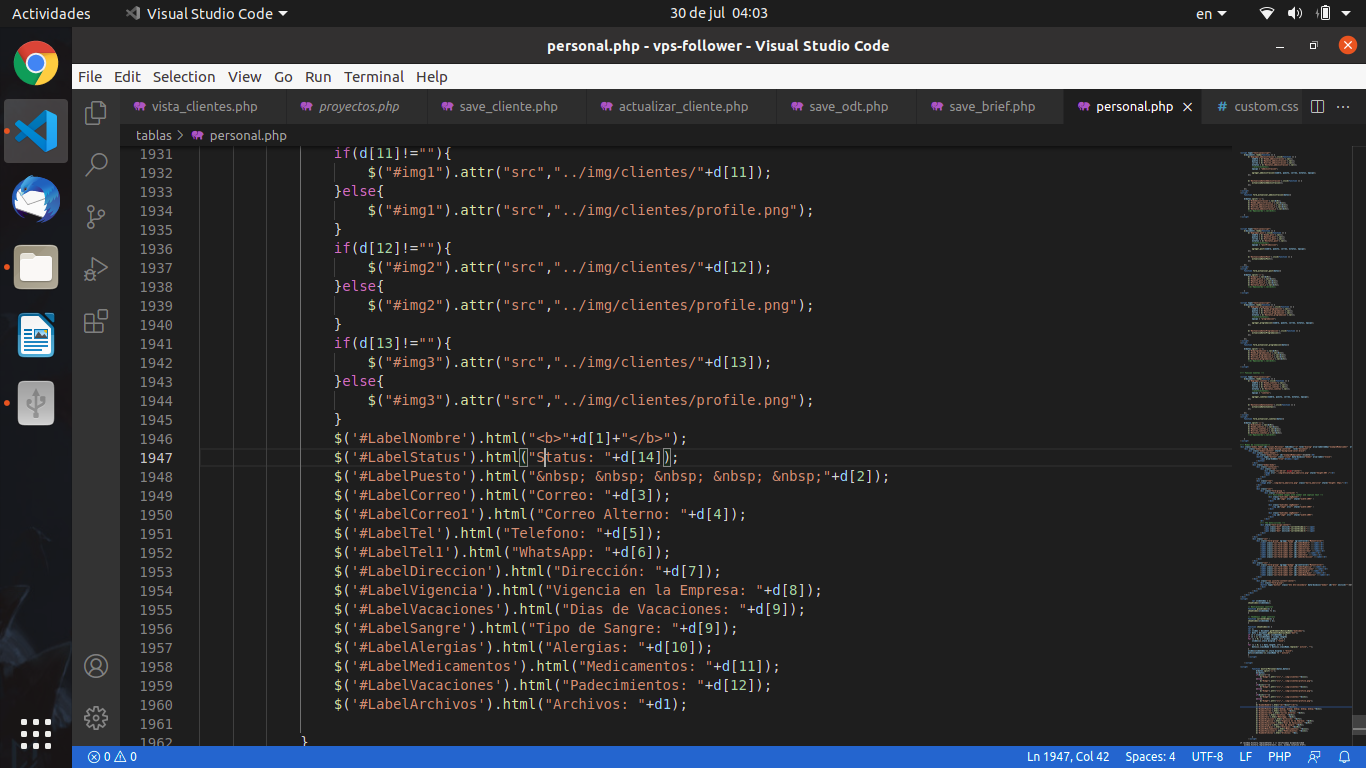 Actividades
Visual Studio Code
30 de jul 04:03
en
personal.php - vps-follower - Visual Studio Code
File Edit Selection View Go Run Terminal Help
vista_clientes.php proyectos.php save_cliente.php actualizar_cliente.php save_odt.php save_brief.php personal.php custom.css
tablas > personal.php
1931 if(d[11]!=""){
1932 $("#img1").attr("src","../img/clientes/"+d[11]);
1933 }else{
1934 $("#img1").attr("src","../img/clientes/profile.png");
1935 }
1936 if(d[12]!=""){
1937 $("#img2").attr("src","../img/clientes/"+d[12]);
1938 }else{
1939 $("#img2").attr("src","../img/clientes/profile.png");
1940 }
1941 if(d[13]!=""){
1942 $("#img3").attr("src","../img/clientes/"+d[13]);
1943 }else{
1944 $("#img3").attr("src","../img/clientes/profile.png");
1945 }
1946 $('#LabelNombre').html("<b>"+d[1]+"</b>");
1947 $('#LabelStatus').html("Status: "+d[14]);
1948 $('#LabelPuesto').html("&nbsp; &nbsp; &nbsp; &nbsp; &nbsp;"+d[2]);
1949 $('#LabelCorreo').html("Correo: "+d[3]);
1950 $('#LabelCorreo1').html("Correo Alterno: "+d[4]);
1951 $('#LabelTel').html("Telefono: "+d[5]);
1952 $('#LabelTel1').html("WhatsApp: "+d[6]);
1953 $('#LabelDireccion').html("Dirección: "+d[7]);
1954 $('#LabelVigencia').html("Vigencia en la Empresa: "+d[8]);
1955 $('#LabelVacaciones').html("Dias de Vacaciones: "+d[9]);
1956 $('#LabelSangre').html("Tipo de Sangre: "+d[9]);
1957 $('#LabelAlergias').html("Alergias: "+d[10]);
1958 $('#LabelMedicamentos').html("Medicamentos: "+d[11]);
1959 $('#LabelVacaciones').html("Padecimientos: "+d[12]);
1960 $('#LabelArchivos').html("Archivos: "+d1);
1961
1962 }
0 0
Ln 1947, Col 42 Spaces: 4 UTF-8 LF PHP